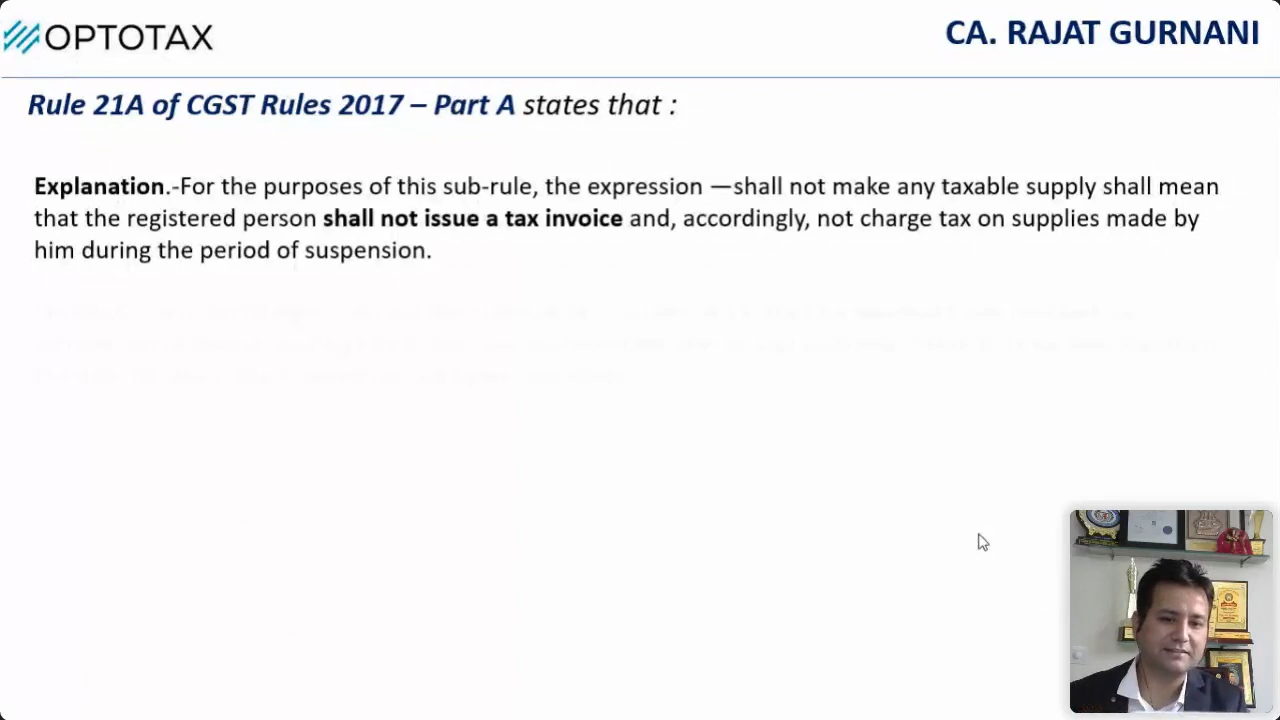 OPTOTAX
CA. RAJAT GURNANI
Rule 21A of CGST Rules 2017 – Part A states that :
Explanation.-For the purposes of this sub-rule, the expression —shall not make any taxable supply shall mean
that the registered person shall not issue a tax invoice and, accordingly, not charge tax on supplies made by
him during the period of suspension.